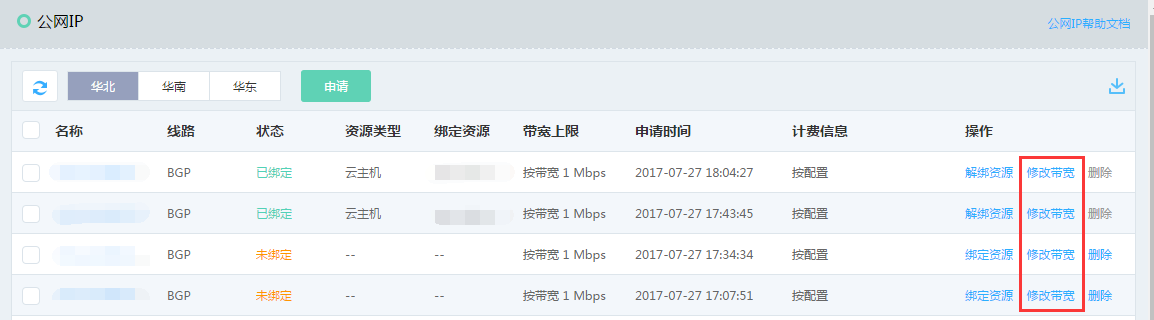 公网IP
公网IP帮助文档
华北 华南 华东 申请
名称 线路 状态 资源类型 绑定资源 带宽上限 申请时间 计费信息 操作
BGP 已绑定 云主机 按带宽 1 Mbps 2017-07-27 18:04:27 按配置 解绑资源 修改带宽 删除
BGP 已绑定 云主机 按带宽 1 Mbps 2017-07-27 17:43:45 按配置 解绑资源 修改带宽 删除
BGP 未绑定 -- -- 按带宽 1 Mbps 2017-07-27 17:34:34 按配置 绑定资源 修改带宽 删除
BGP 未绑定 -- -- 按带宽 1 Mbps 2017-07-27 17:07:51 按配置 绑定资源 修改带宽 删除